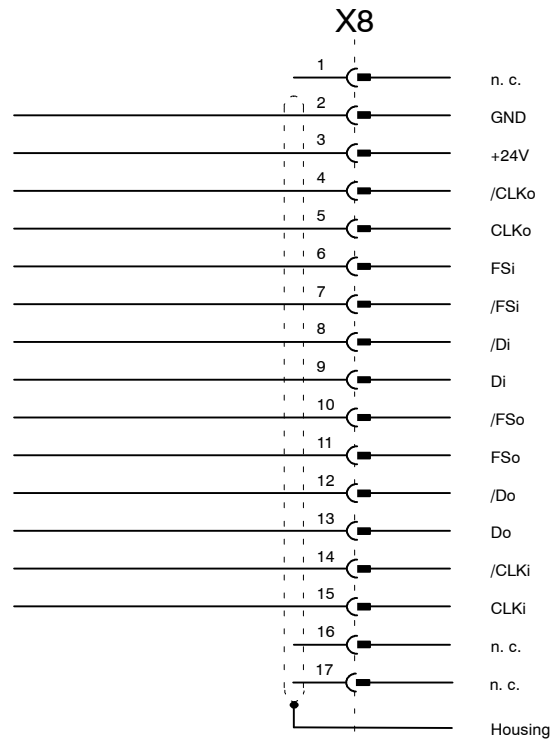 X8
1 n. c.
2 GND
3 +24V
4 /CLKo
5 CLKo
6 FSi
7 /FSi
8 /Di
9 Di
10 /FSo
11 FSo
12 /Do
13 Do
14 /CLKi
15 CLKi
16 n. c.
17 n. c.
Housing